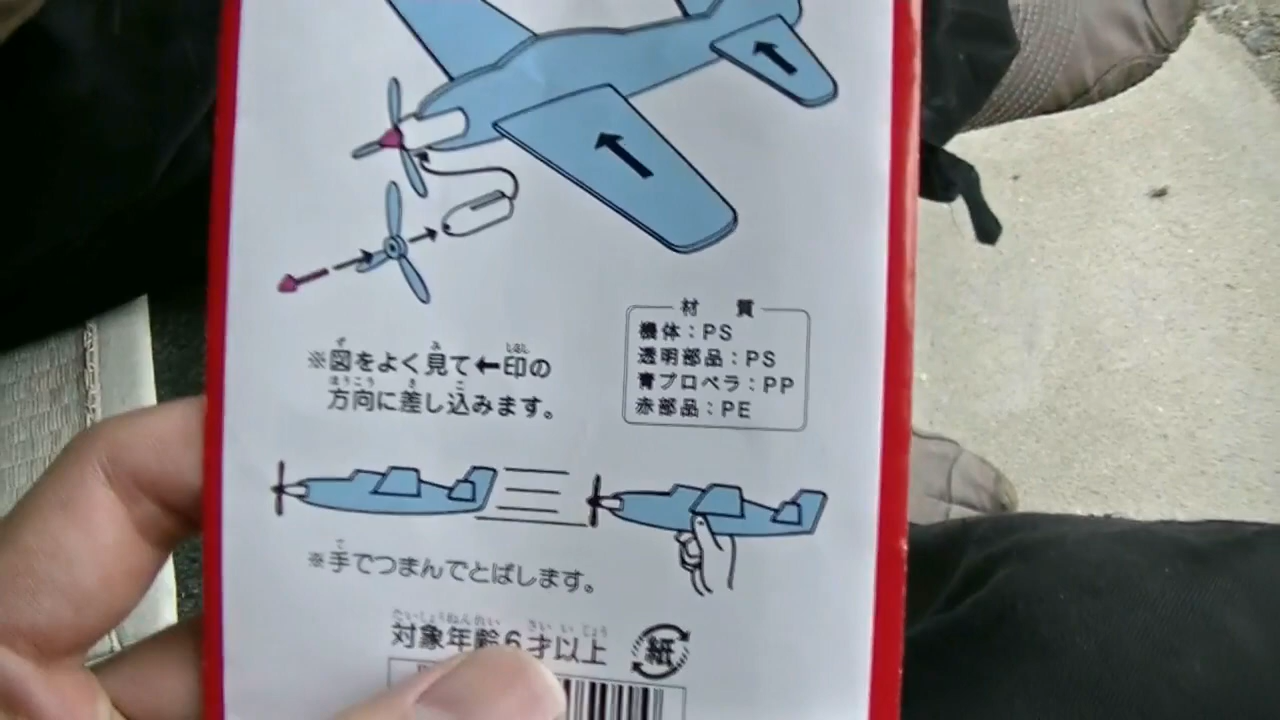 材 質
機体：PS
透明部品：PS
青プロペラ：PP
赤部品：PE
※図をよく見て←印の
方向に差し込みます。
※手でつまんでとばします。
対象年齢6才以上
紙